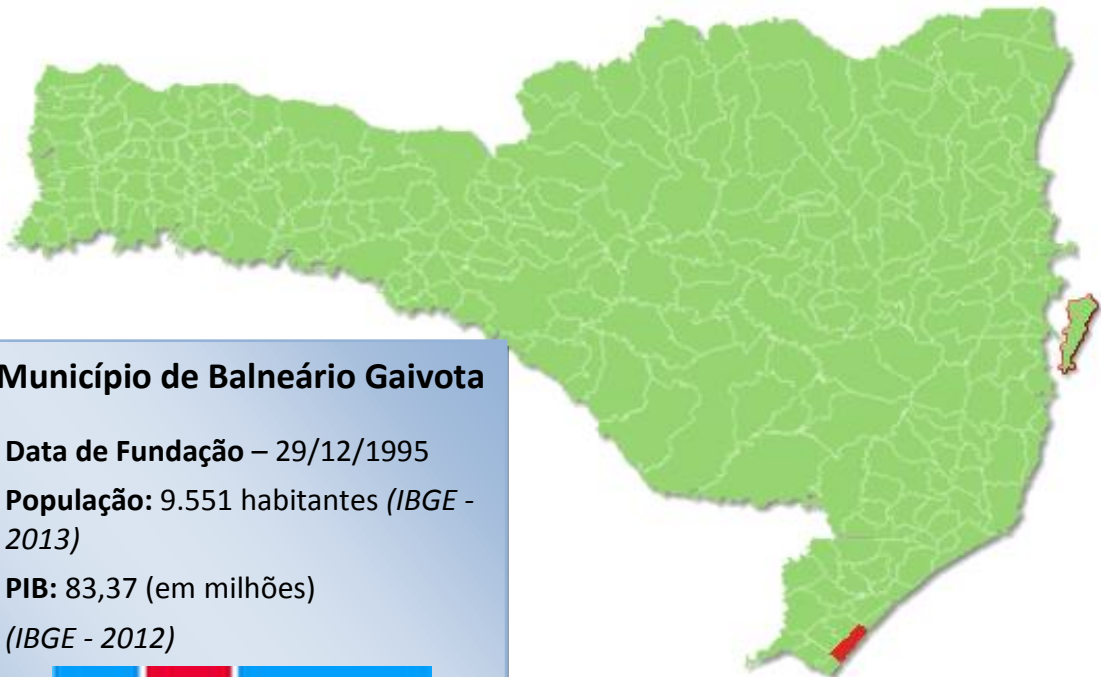 Município de Balneário Gaivota
Data de Fundação – 29/12/1995
População: 9.551 habitantes (IBGE -
2013)
PIB: 83,37 (em milhões)
(IBGE - 2012)